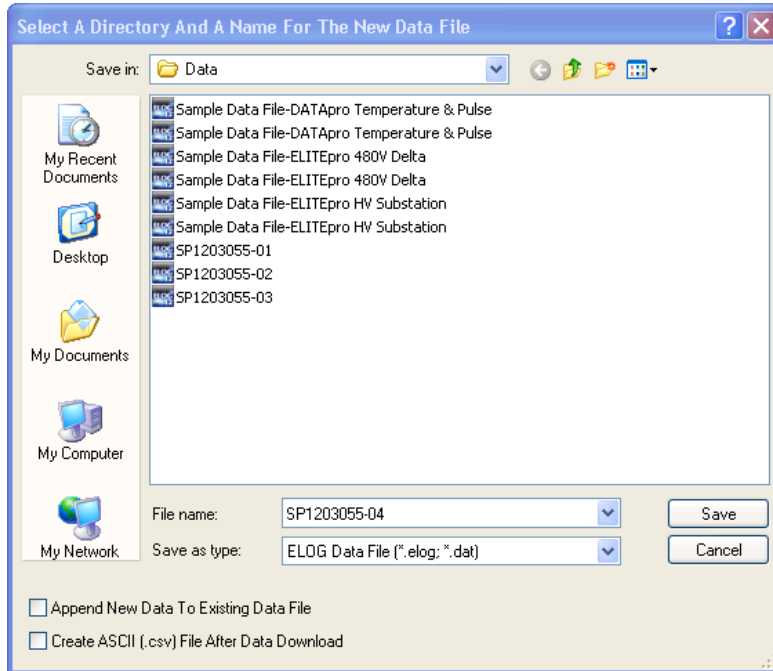 Select A Directory And A Name For The New Data File
Save in: Data
My Recent Documents
Desktop
My Documents
My Computer
My Network
Sample Data File-DATApro Temperature & Pulse
Sample Data File-DATApro Temperature & Pulse
Sample Data File-ELITEpro 480V Delta
Sample Data File-ELITEpro 480V Delta
Sample Data File-ELITEpro HV Substation
Sample Data File-ELITEpro HV Substation
SP1203055-01
SP1203055-02
SP1203055-03
File name: SP1203055-04 Save
Save as type: ELOG Data File (*.elog; *.dat) Cancel
Append New Data To Existing Data File
Create ASCII (.csv) File After Data Download